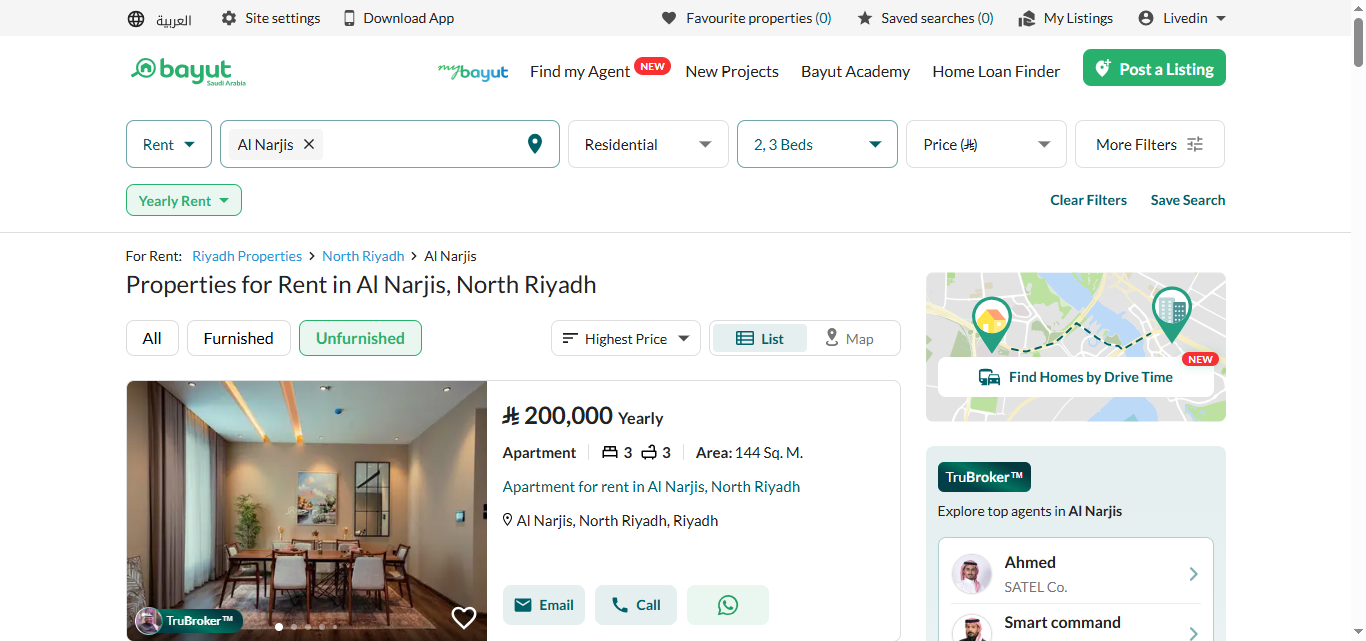 العربية
Site settings
Download App
Favourite properties (0)
Saved searches (0)
My Listings
Livedin
bayut
Saudi Arabia
mybayut
Find my Agent NEW
New Projects
Bayut Academy
Home Loan Finder
Post a Listing
Rent
Al Narjis
Residential
2, 3 Beds
Price (⃁)
More Filters
Yearly Rent
Clear Filters
Save Search
For Rent: Riyadh Properties > North Riyadh > Al Narjis
Properties for Rent in Al Narjis, North Riyadh
All
Furnished
Unfurnished
Highest Price
List
Map
NEW
Find Homes by Drive Time
⃁ 200,000 Yearly
Apartment 3 3 Area: 144 Sq. M.
Apartment for rent in Al Narjis, North Riyadh
Al Narjis, North Riyadh, Riyadh
Email
Call
TruBroker™
TruBroker™
Explore top agents in Al Narjis
Ahmed
SATEL Co.
Smart command